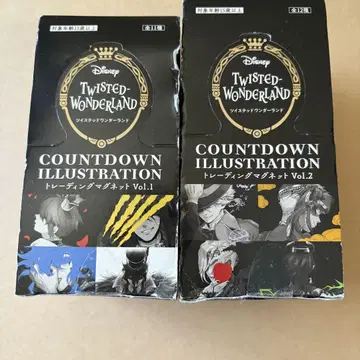 対象年齢15歳以上
全11種
Disney
TWISTED-
WONDERLAND
ツイステッドワンダーランド
COUNTDOWN
ILLUSTRATION
トレーディングマグネット Vol.1
対象年齢15歳以上
全12種
Disney
TWISTED-
WONDERLAND
ツイステッドワンダーランド
COUNTDOWN
ILLUSTRATION
トレーディングマグネット Vol.2